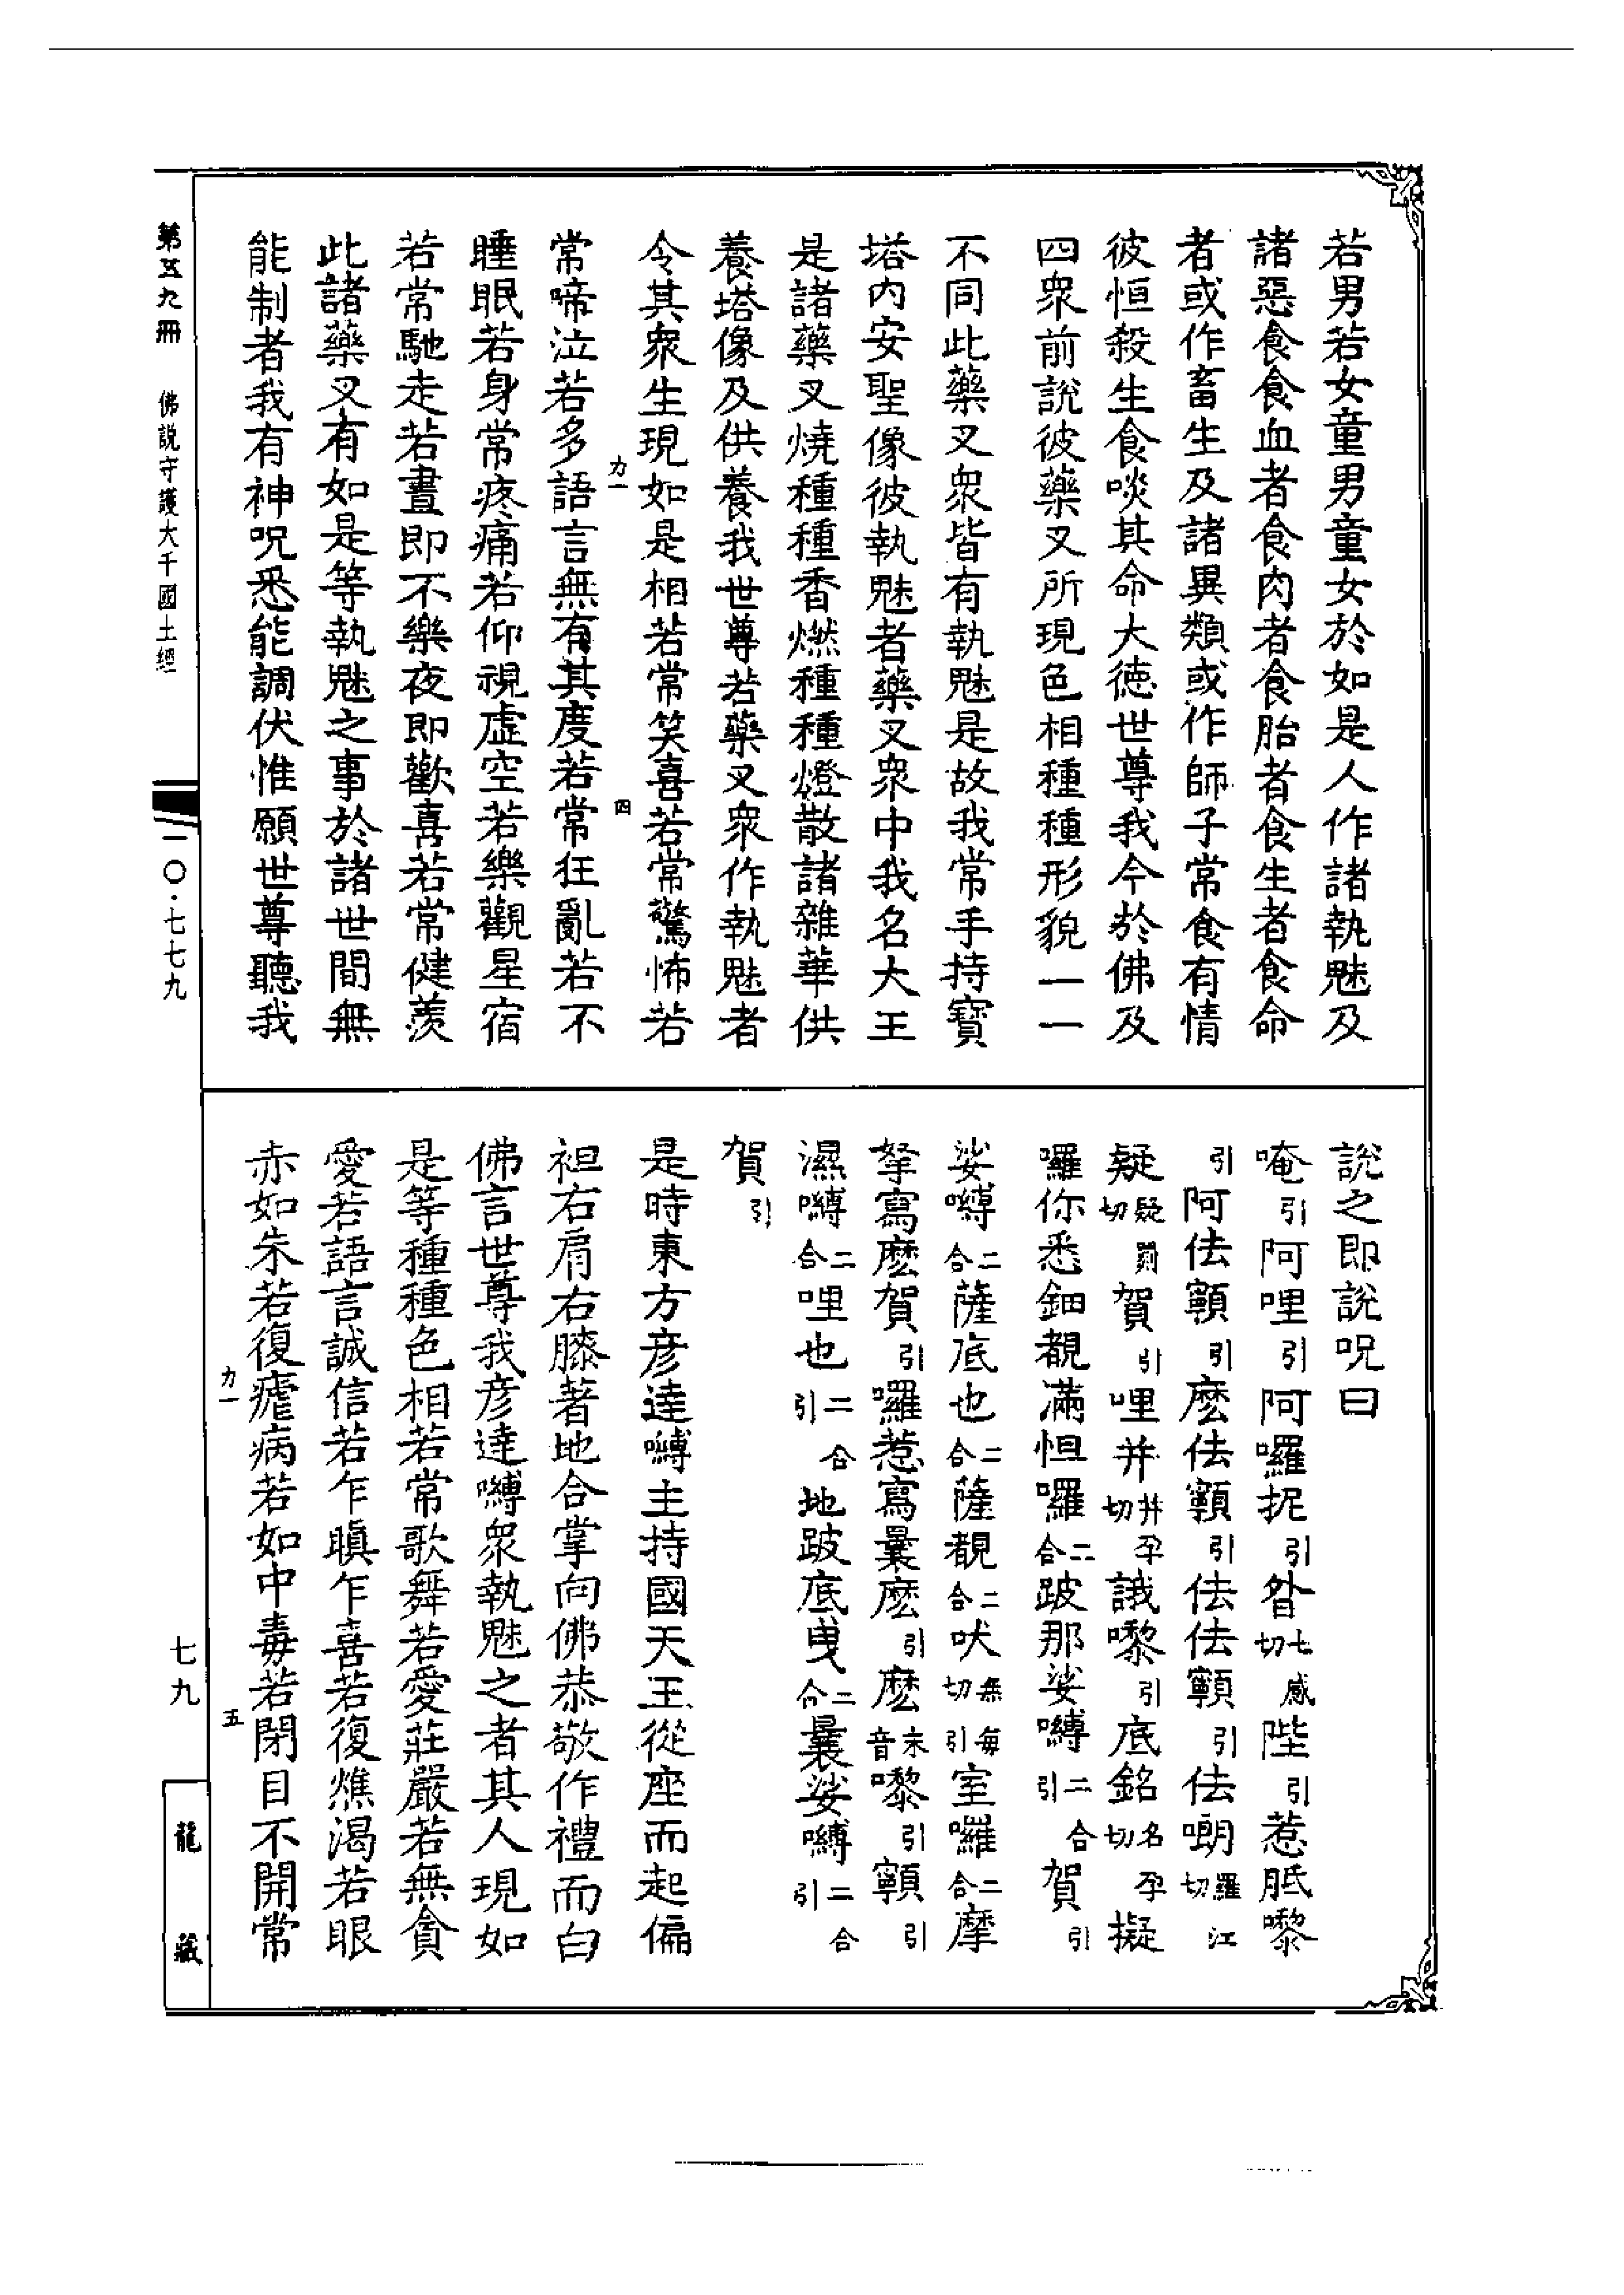 若男若女童男童女於如是人作諸執魅及
諸惡食食血者食肉者食胎者食生者食命
者或作畜生及諸異類或作師子常食有情
彼恒殺生食啖其命大德世尊我今於佛及
四衆前說彼藥叉所現色相種種形貌一一
不同此藥叉衆皆有執魅是故我常手持寶
塔內安聖像彼執魅者藥叉衆中我名大王
是諸藥叉燒種種香燃種種燈散諸雜華供
養塔像及供養我世尊若藥叉衆作執魅者
令其衆生現如是相若常笑喜若常驚怖若
力一
四
常啼泣若多語言無有其度若常狂亂若不
睡眠若身常疼痛若仰視虛空若樂觀星宿
若常馳走若晝即不樂夜即歡喜若常健羨
此諸藥叉有如是等執魅之事於諸世間無
能制者我有神呪悉能調伏惟願世尊聽我
說之即說呪曰
唵引阿哩引阿囉抳引昝七感切陛引惹胝嚟
引阿佉顙引麽佉顙引佉佉顙引佉嘲羅江切
疑疑罰切賀引哩并并孕切誐嚟引底銘名孕切擬
囉你悉鈿覩滿怛囉二合跛那娑嚩二合引賀引
娑嚩二合薩底也二合薩覩二合吠無每切引室囉二合摩
拏寫麽賀引囉惹寫曩麽引麽末音嚟引顙引
濕嚩二合哩也二合引地跛底曳二合曩娑嚩二合引
賀引
是時東方彥達嚩主持國天王從座而起偏
袒右肩右膝著地合掌向佛恭敬作禮而白
佛言世尊我彥達嚩衆執魅之者其人現如
是等種種色相若常歌舞若愛莊嚴若無貪
愛若語言誠信若乍瞋乍喜若復燋渴若眼
赤如朱若復瘧病若如中毒若閉目不開常
力一
五
第五九冊
佛說守護大千國土經
一〇·七七九
七九
龍藏